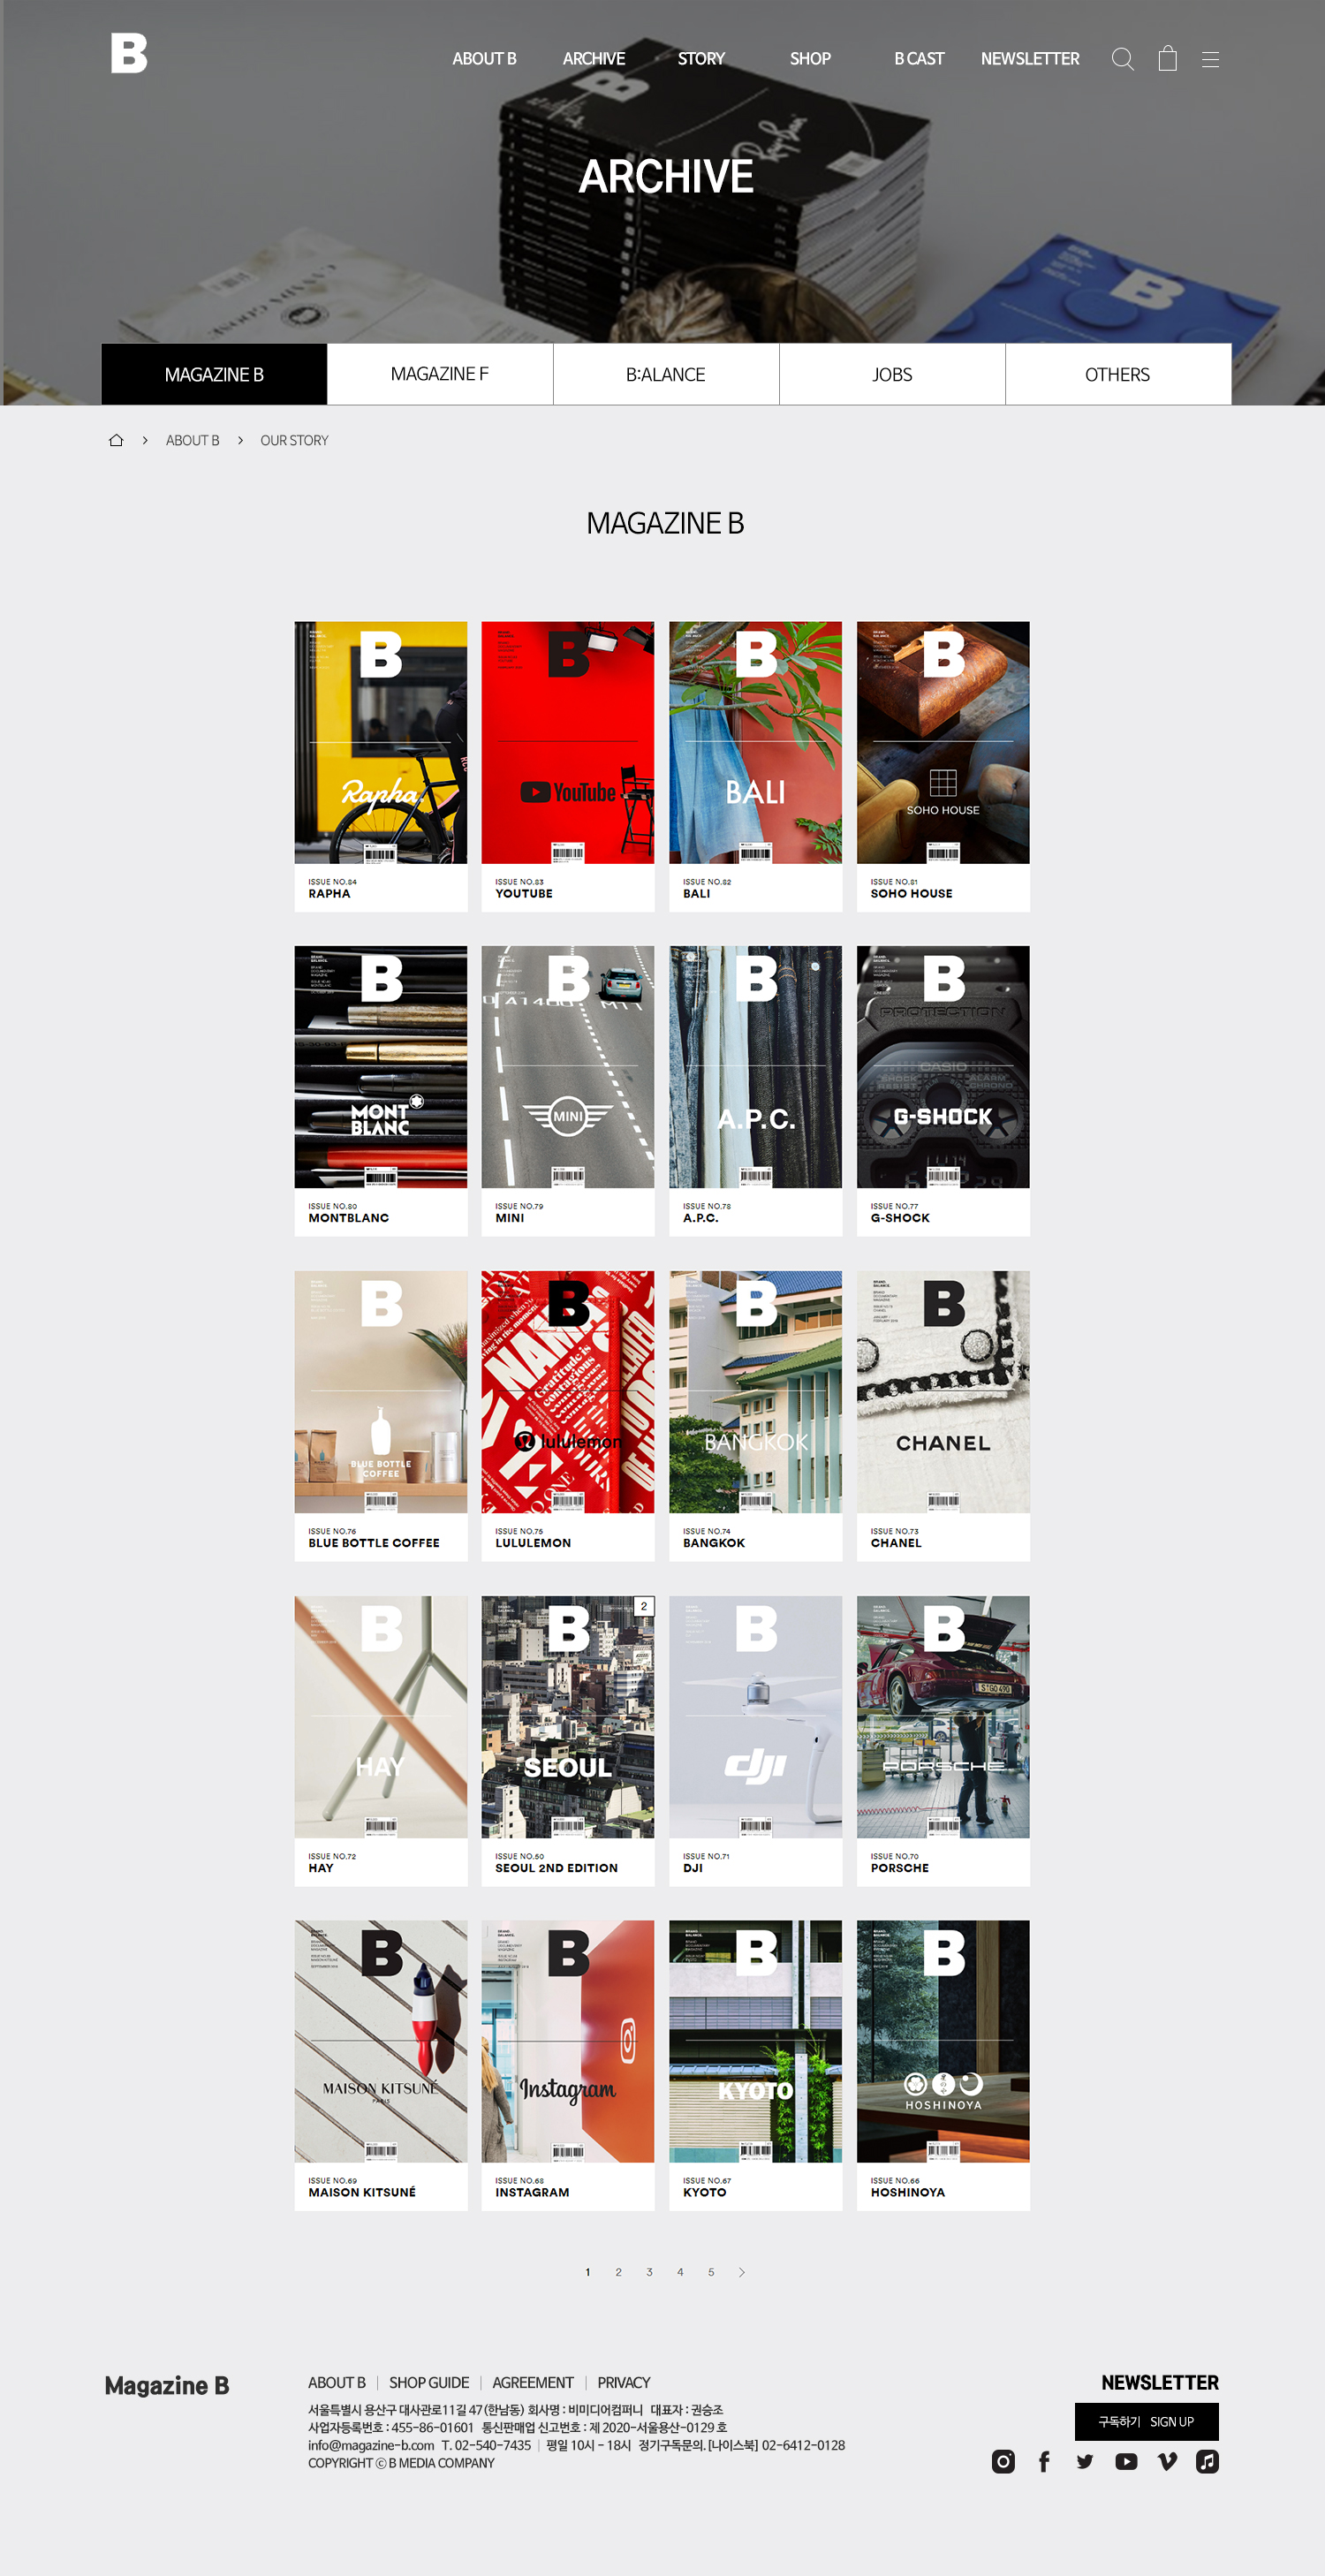 B
ABOUT B ARCHIVE STORY SHOP B CAST NEWSLETTER
B
Ray-Ban
ARCHIVE
B
MAGAZINE B MAGAZINE F B:ALANCE JOBS OTHERS
ABOUT B OUR STORY
MAGAZINE B
B B B B
Rapha YouTube BALI SOHO HOUSE
ISSUE NO.84 ISSUE NO.83 ISSUE NO.82 ISSUE NO.81
RAPHA YOUTUBE BALI SOHO HOUSE
B B B B
PROTECTION
CASIO
MONT BLANC MINI A.P.C. G-SHOCK
ISSUE NO.80 ISSUE NO.79 ISSUE NO.78 ISSUE NO.77
MONTBLANC MINI A.P.C. G-SHOCK
B B B B
BLUE BOTTLE COFFEE lululemon BANGKOK CHANEL
ISSUE NO.76 ISSUE NO.75 ISSUE NO.74 ISSUE NO.73
BLUE BOTTLE COFFEE LULULEMON BANGKOK CHANEL
2
B B B B
HAY SEOUL dji PORSCHE
ISSUE NO.72 ISSUE NO.50 ISSUE NO.71 ISSUE NO.70
HAY SEOUL 2ND EDITION DJI PORSCHE
B B B B
MAISON KITSUNÉ Instagram KYOTO HOSHINOYA
PARIS
ISSUE NO.69 ISSUE NO.68 ISSUE NO.67 ISSUE NO.66
MAISON KITSUNÉ INSTAGRAM KYOTO HOSHINOYA
1 2 3 4 5
Magazine B
ABOUT B | SHOP GUIDE | AGREEMENT | PRIVACY
서울특별시 용산구 대사관로11길 47(한남동) 회사명 : 비미디어컴퍼니 대표자 : 권승조
사업자등록번호 : 455-86-01601 통신판매업 신고번호 : 제 2020-서울용산-0129 호
info@magazine-b.com T. 02-540-7435 | 평일 10시 - 18시 정기구독문의. [나이스북] 02-6412-0128
COPYRIGHT ⓒ B MEDIA COMPANY
NEWSLETTER
구독하기 SIGN UP